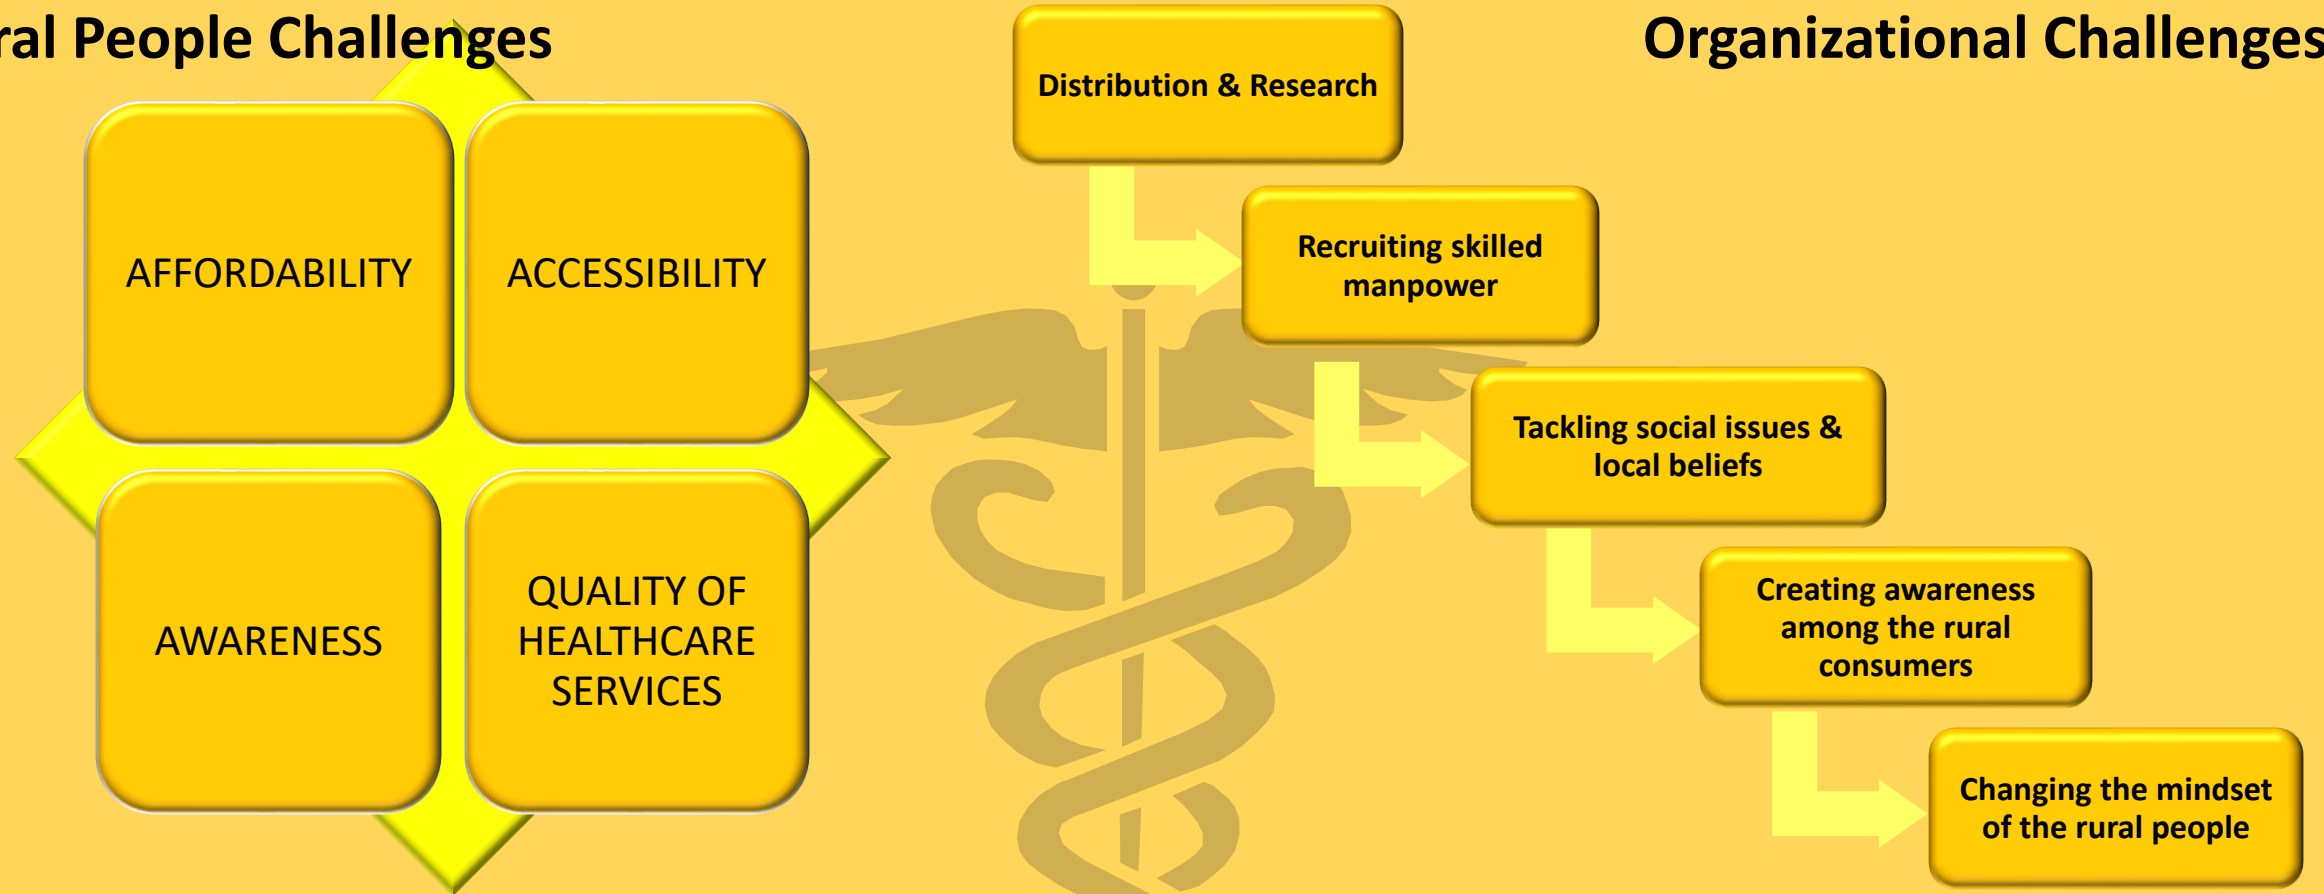 ral People Challenges
AFFORDABILITY
ACCESSIBILITY
AWARENESS
QUALITY OF
HEALTHCARE
SERVICES
Organizational Challenges
Distribution & Research
Recruiting skilled
manpower
Tackling social issues &
local beliefs
Creating awareness
among the rural
consumers
Changing the mindset
of the rural people